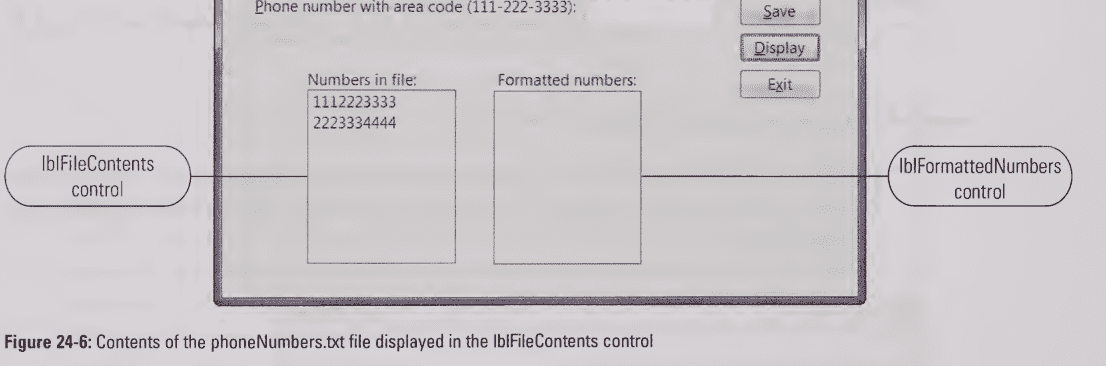 Phone number with area code (111-222-3333):
Save
Display
Exit
Numbers in file:
Formatted numbers:
1112223333
2223334444
lblFileContents
control
lblFormattedNumbers
control
Figure 24-6: Contents of the phoneNumbers.txt file displayed in the lblFileContents control